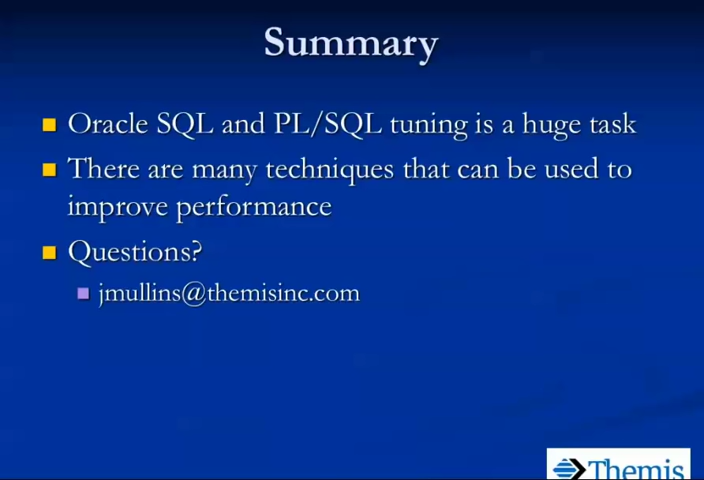 Summary
Oracle SQL and PL/SQL tuning is a huge task
There are many techniques that can be used to
improve performance
Questions?
jmullins@themisinc.com
Themis